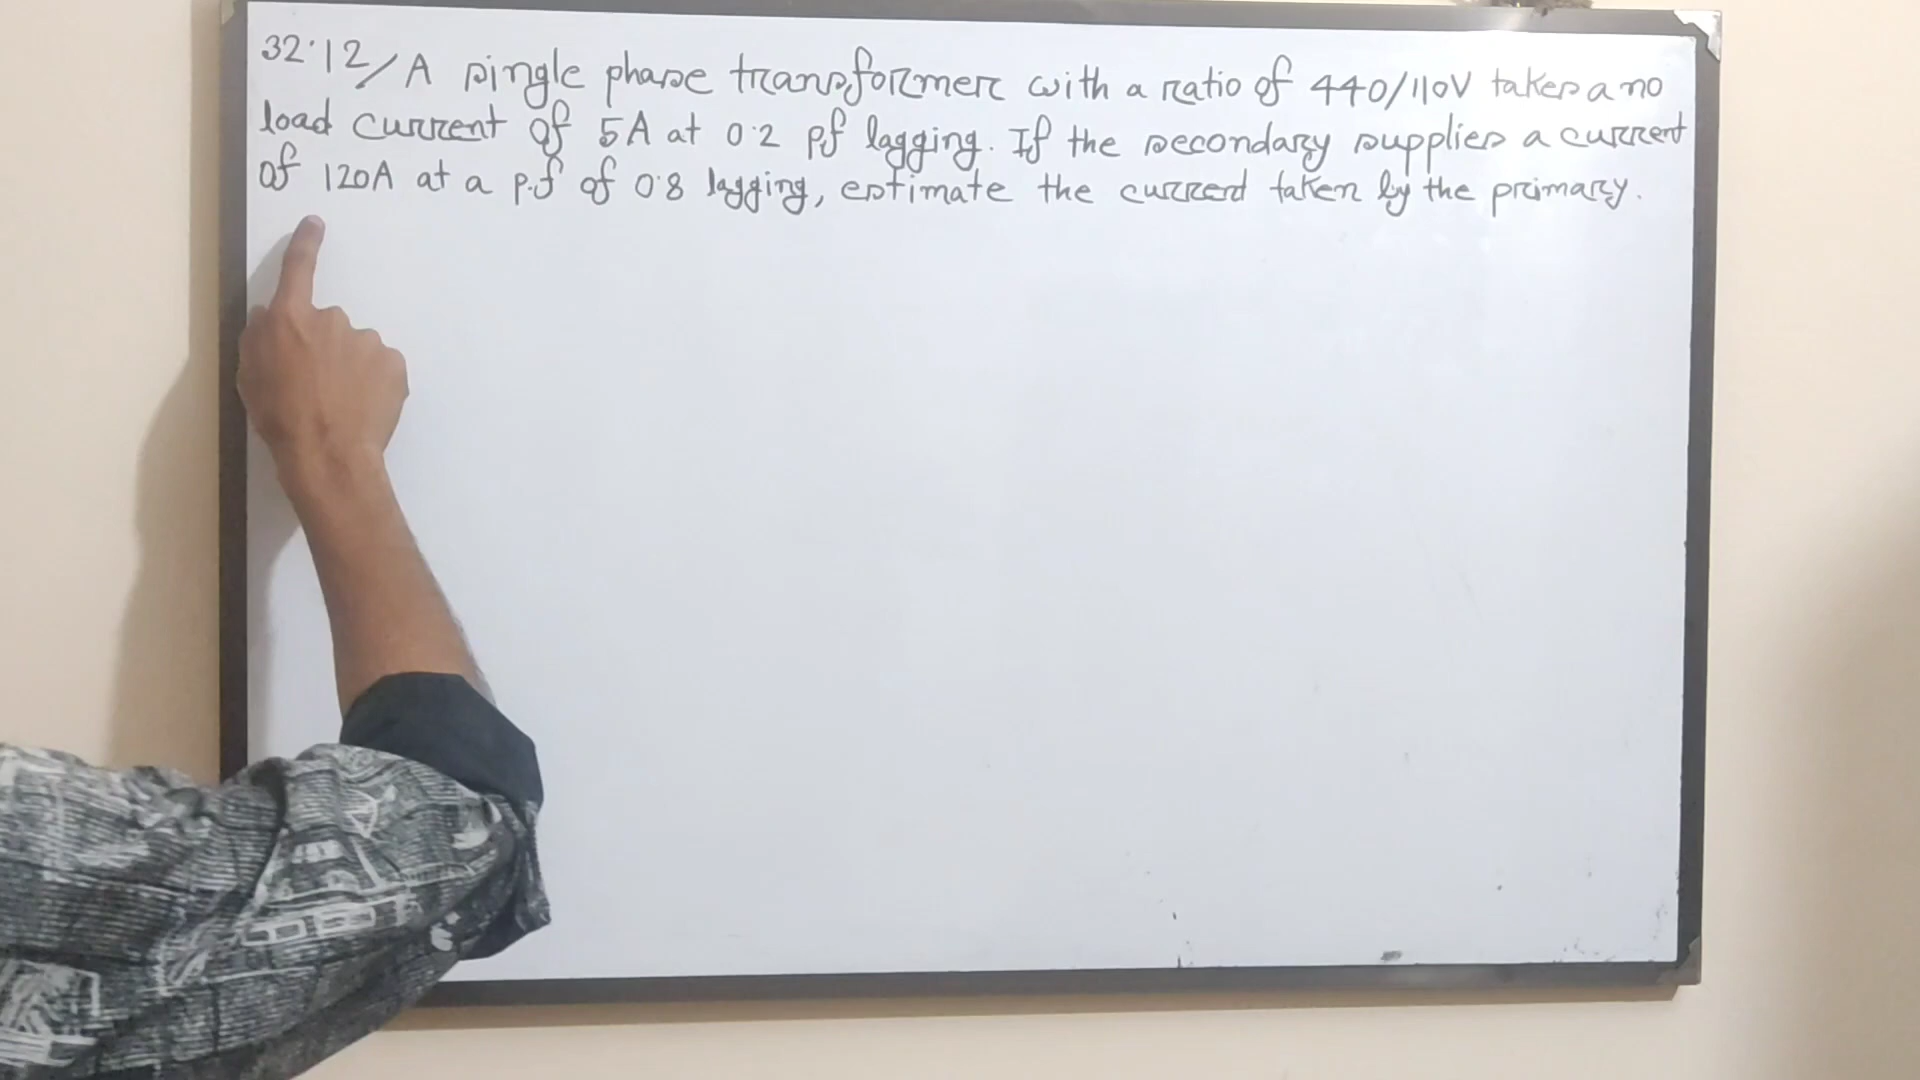 32.12/ A single phase transformer with a ratio of 440/110V takes a no
load current of 5A at 0.2 pf lagging. If the secondary supplies a current
of 120A at a p.f of 0.8 lagging, estimate the current taken by the primary.